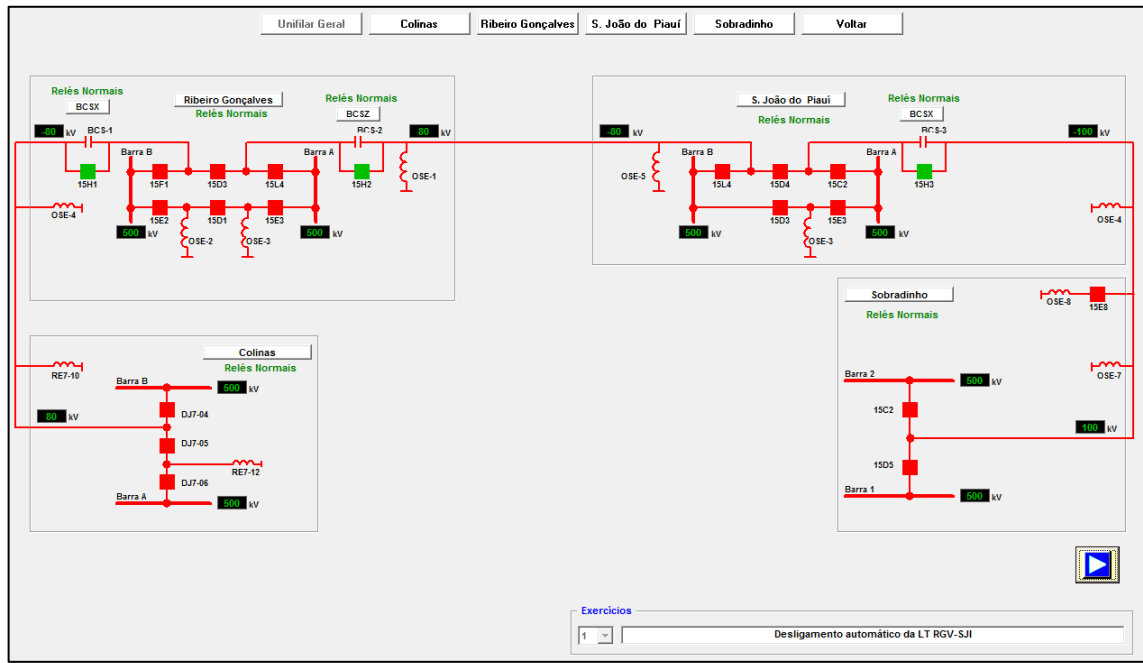 Unifilar Geral Colinas Ribeiro Gonçalves S. João do Piauí Sobradinho Voltar
Relés Normais
BCSX
-80 kV BCS-1
15H1
Ribeiro Gonçalves
Relés Normais
Relés Normais
BCSZ
BCS-2 80 kV
15H2
Barra B
Barra A
15F1 15D3 15L4
OSE-1
OSE-4
15E2 15D1 15E3
500 kV OSE-2 OSE-3 500 kV
S. João do Piauí
Relés Normais
Relés Normais
BCSX
-80 kV BCS-3 -100 kV
Barra B
Barra A
OSE-5 15L4 15D4 15C2 15H3
15D3 15E3
500 kV OSE-3 500 kV
OSE-4
Colinas
Relés Normais
RE7-10
Barra B 500 kV
DJ7-04
80 kV
DJ7-05
RE7-12
DJ7-06
Barra A 500 kV
Sobradinho
Relés Normais
OSE-8 15E8
OSE-7
Barra 2 500 kV
15C2
100 kV
15D5
Barra 1 500 kV
Exercícios
1 Desligamento automático da LT RGV-SJI